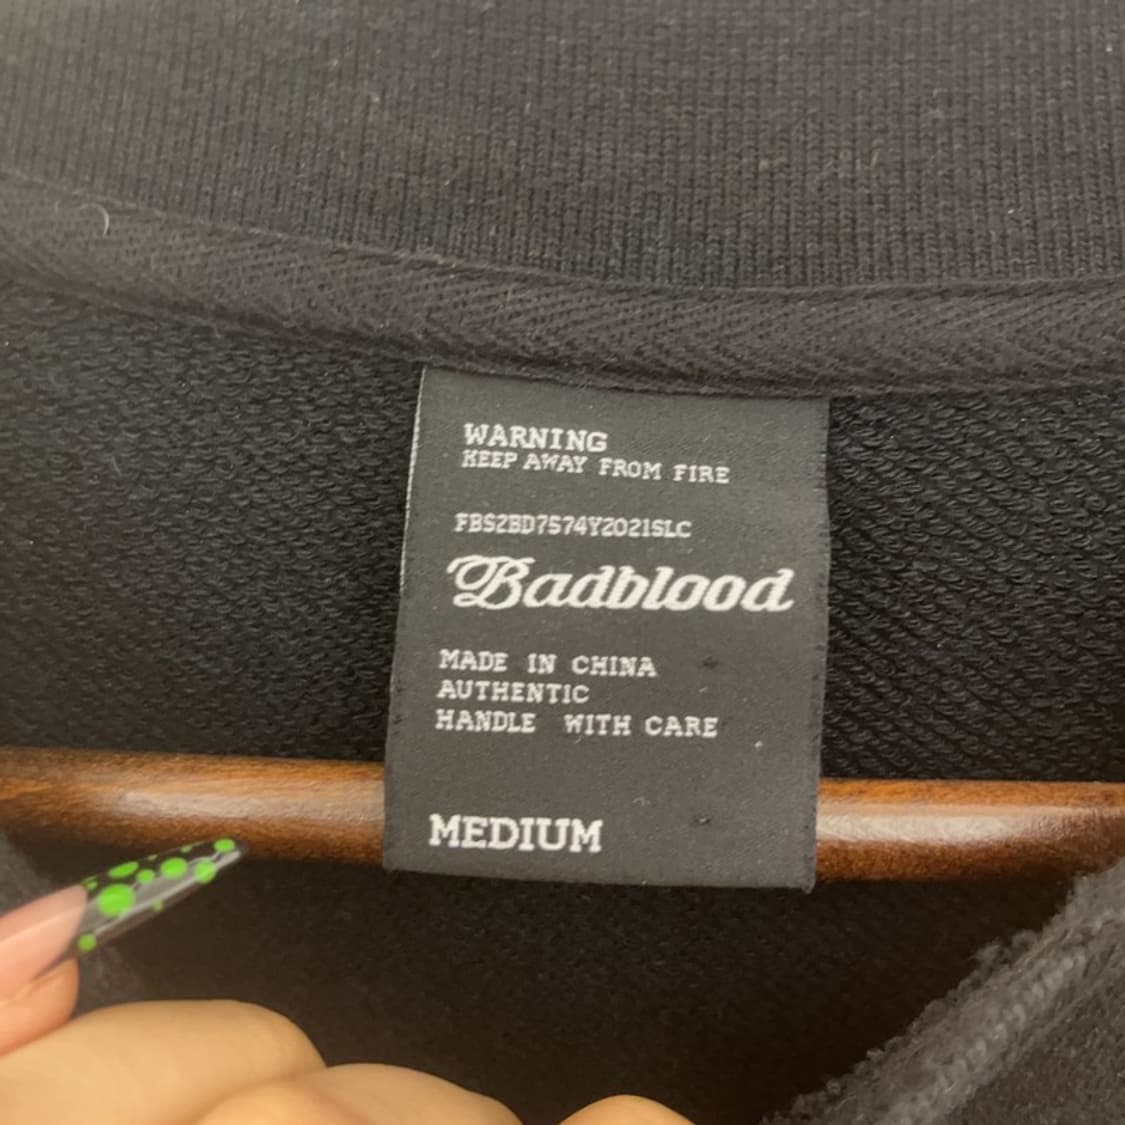 WARNING
KEEP AWAY FROM FIRE
FBS2BD7574Y2021SLC
Badblood
MADE IN CHINA
AUTHENTIC
HANDLE WITH CARE
MEDIUM